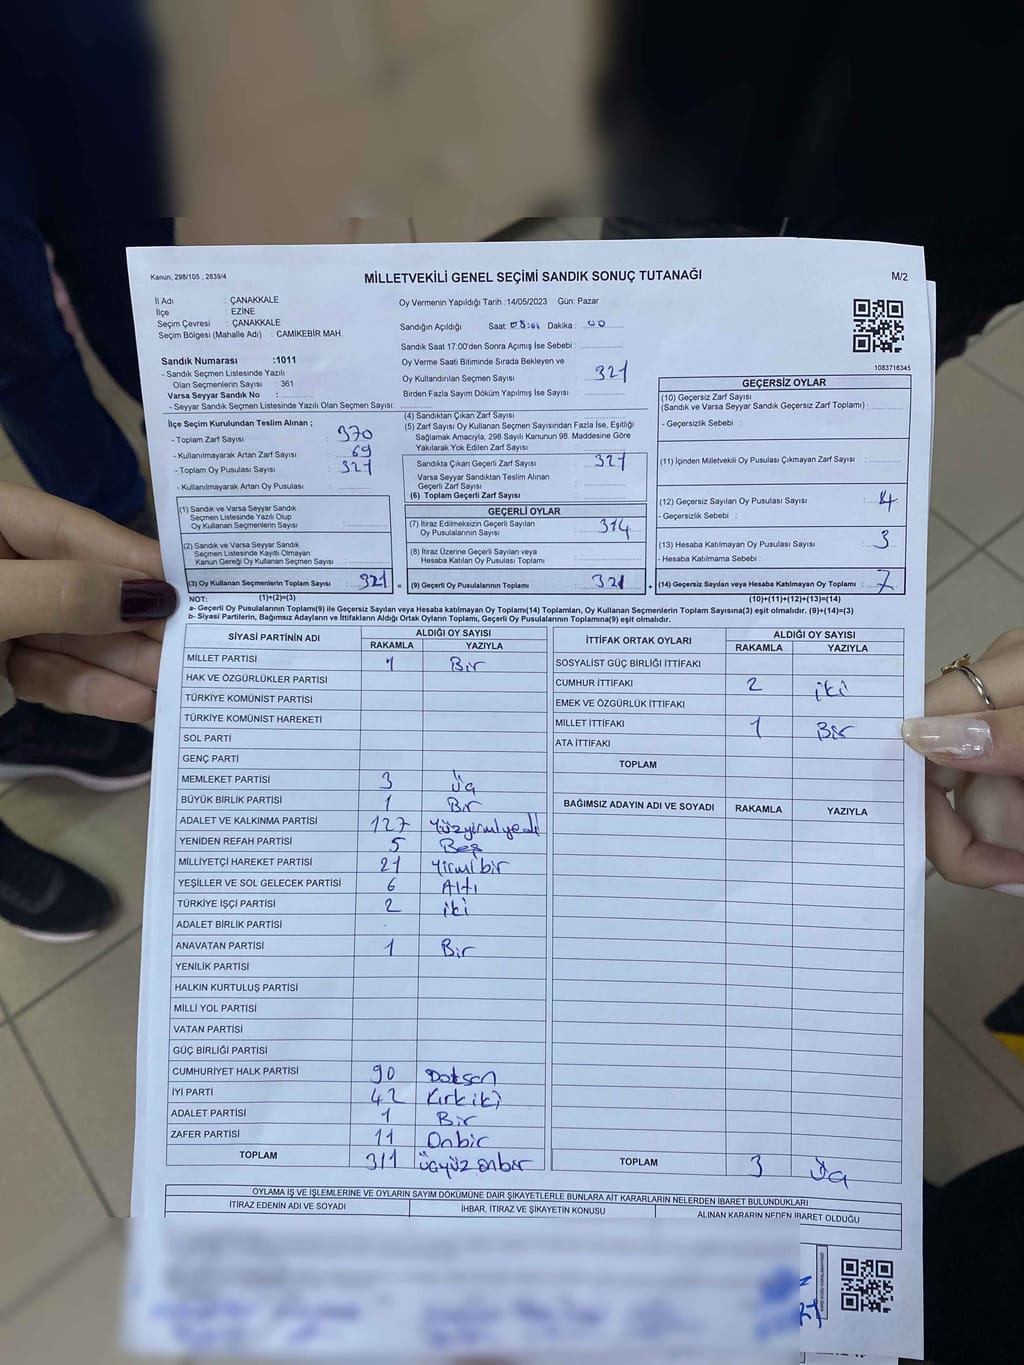 Kanun; 298/105 , 2839/4
MİLLETVEKİLİ GENEL SEÇİMİ SANDIK SONUÇ TUTANAĞI
M/2
İl Adı : ÇANAKKALE
İlçe : EZİNE
Seçim Çevresi : ÇANAKKALE
Seçim Bölgesi (Mahalle Adı) : CAMİKEBİR MAH.
Sandık Numarası :1011
- Sandık Seçmen Listesinde Yazılı
Olan Seçmenlerin Sayısı : 361
Varsa Seyyar Sandık No :
- Seyyar Sandık Seçmen Listesinde Yazılı Olan Seçmen Sayısı:
İlçe Seçim Kurulundan Teslim Alınan ;
- Toplam Zarf Sayısı : 370
- Kullanılmayarak Artan Zarf Sayısı : 69
- Toplam Oy Pusulası Sayısı : 321
- Kullanılmayarak Artan Oy Pusulası :
(1) Sandık ve Varsa Seyyar Sandık
Seçmen Listesinde Yazılı Olup
Oy Kullanan Seçmenlerin Sayısı :
(2) Sandık ve Varsa Seyyar Sandık
Seçmen Listesinde Kayıtlı Olmayan
Kanun Gereği Oy Kullanan Seçmen Sayısı :
(3) Oy Kullanan Seçmenlerin Toplam Sayısı : 321
Oy Vermenin Yapıldığı Tarih :14/05/2023 Gün: Pazar
Sandığın Açıldığı Saat: Dakika : 00
Sandık Saat 17:00'den Sonra Açımış İse Sebebi :
Oy Verme Saati Bitiminde Sırada Bekleyen ve
Oy Kullandırılan Seçmen Sayısı : 321
Birden Fazla Sayım Döküm Yapılmış İse Sayısı :
(4) Sandıktan Çıkan Zarf Sayısı :
(5) Zarf Sayısı Oy Kullanan Seçmen Sayısından Fazla İse, Eşitliği
Sağlamak Amacıyla, 298 Sayılı Kanunun 98. Maddesine Göre
Yakılarak Yok Edilen Zarf Sayısı :
Sandıkta Çıkan Geçerli Zarf Sayısı : 321
Varsa Seyyar Sandıktan Teslim Alınan
Geçerli Zarf Sayısı :
(6) Toplam Geçerli Zarf Sayısı :
GEÇERLİ OYLAR
(7) İtiraz Edilmeksizin Geçerli Sayılan
Oy Pusulalarının Sayısı : 314
(8) İtiraz Üzerine Geçerli Sayılan veya
Hesaba Katılan Oy Pusulası Toplamı :
= (9) Geçerli Oy Pusulalarının Toplamı : 321
1083716345
GEÇERSİZ OYLAR
(10) Geçersiz Zarf Sayısı
(Sandık ve Varsa Seyyar Sandık Geçersiz Zarf Toplamı) :
- Geçersizlik Sebebi :
(11) İçinden Milletvekili Oy Pusulası Çıkmayan Zarf Sayısı :
(12) Geçersiz Sayılan Oy Pusulası Sayısı : 4
- Geçersizlik Sebebi :
(13) Hesaba Katılmayan Oy Pusulası Sayısı : 3
- Hesaba Katılmama Sebebi :
+ (14) Geçersiz Sayılan veya Hesaba Katılmayan Oy Toplamı : 7
NOT: (1)+(2)=(3) (10)+(11)+(12)+(13)=(14)
a- Geçerli Oy Pusulalarının Toplamı(9) ile Geçersiz Sayılan veya Hesaba katılmayan Oy Toplamı(14) Toplamları, Oy Kullanan Seçmenlerin Toplam Sayısına(3) eşit olmalıdır. (9)+(14)=(3)
b- Siyasi Partilerin, Bağımsız Adayların ve İttifakların Aldığı Ortak Oyların Toplamı, Geçerli Oy Pusulalarının Toplamına(9) eşit olmalıdır.
SİYASİ PARTİNİN ADI ALDIĞI OY SAYISI
RAKAMLA YAZIYLA
MİLLET PARTİSİ 1 Bir
HAK VE ÖZGÜRLÜKLER PARTİSİ
TÜRKİYE KOMÜNİST PARTİSİ
TÜRKİYE KOMÜNİST HAREKETİ
SOL PARTİ
GENÇ PARTİ
MEMLEKET PARTİSİ 3 Üç
BÜYÜK BİRLİK PARTİSİ 1 Bir
ADALET VE KALKINMA PARTİSİ 127 Yüzyirmiyedi
YENİDEN REFAH PARTİSİ 5 Beş
MİLLİYETÇİ HAREKET PARTİSİ 21 Yirmibir
YEŞİLLER VE SOL GELECEK PARTİSİ 6 Altı
TÜRKİYE İŞÇİ PARTİSİ 2 iki
ADALET BİRLİK PARTİSİ
ANAVATAN PARTİSİ 1 Bir
YENİLİK PARTİSİ
HALKIN KURTULUŞ PARTİSİ
MİLLİ YOL PARTİSİ
VATAN PARTİSİ
GÜÇ BİRLİĞİ PARTİSİ
CUMHURİYET HALK PARTİSİ 90 Doksan
İYİ PARTİ 42 Kırkiki
ADALET PARTİSİ 1 Bir
ZAFER PARTİSİ 11 Onbir
TOPLAM 311 Üçyüz onbir
İTTİFAK ORTAK OYLARI ALDIĞI OY SAYISI
RAKAMLA YAZIYLA
SOSYALİST GÜÇ BİRLİĞİ İTTİFAKI
CUMHUR İTTİFAKI 2 iki
EMEK VE ÖZGÜRLÜK İTTİFAKI
MİLLET İTTİFAKI 1 Bir
ATA İTTİFAKI
TOPLAM
BAĞIMSIZ ADAYIN ADI VE SOYADI RAKAMLA YAZIYLA
TOPLAM 3 Üç
OYLAMA İŞ VE İŞLEMLERİNE VE OYLARIN SAYIM DÖKÜMÜNE DAİR ŞİKAYETLERLE BUNLARA AİT KARARLARIN NELERDEN İBARET BULUNDUKLARI
İTİRAZ EDENİN ADI VE SOYADI İHBAR, İTİRAZ VE ŞİKAYETİN KONUSU ALINAN KARARIN NEDEN İBARET OLDUĞU